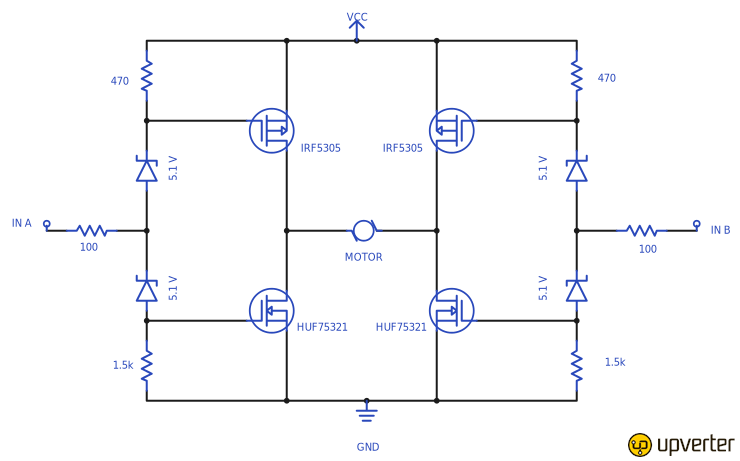 VCC
470
470
IRF5305
IRF5305
5.1 V
5.1 V
IN A
100
MOTOR
100
IN B
5.1 V
5.1 V
HUF75321
HUF75321
1.5k
1.5k
GND
upverter